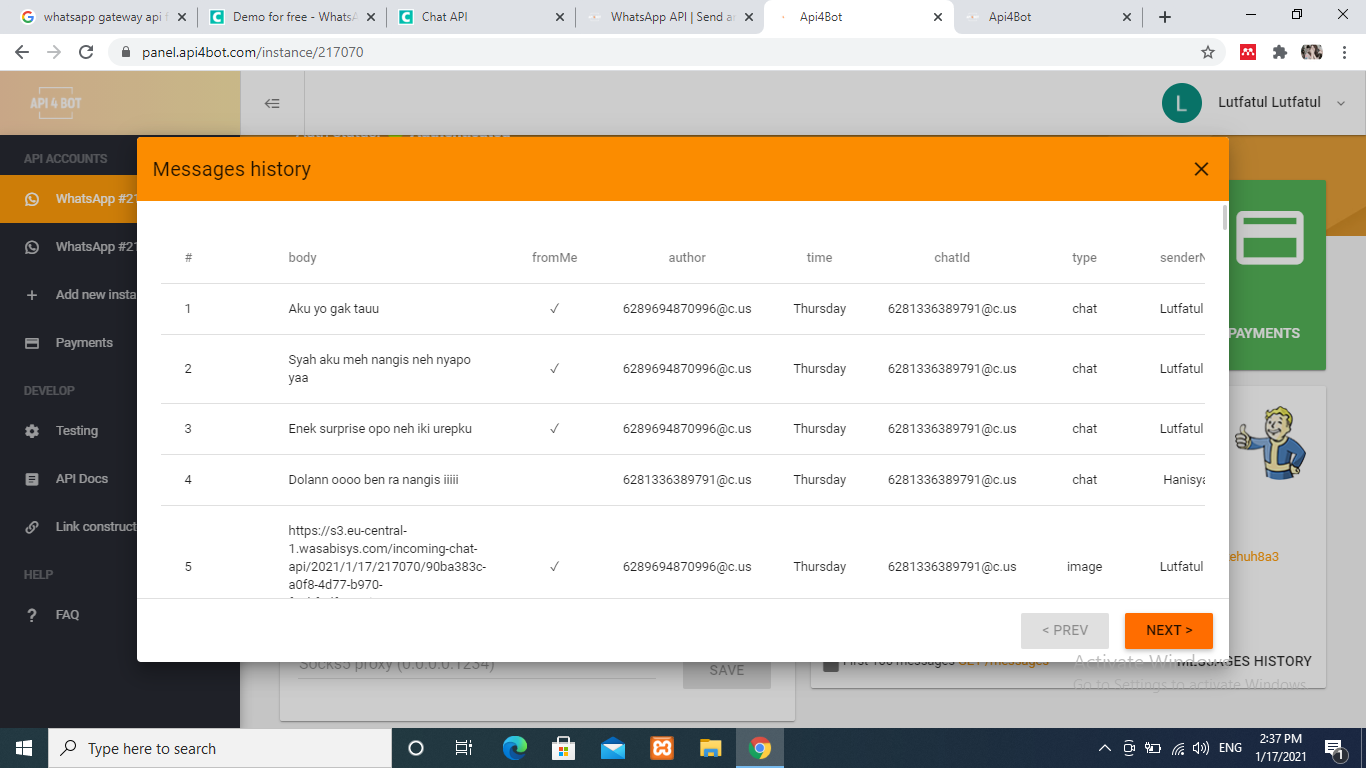 whatsapp gateway api f
Demo for free - WhatsA
Chat API
WhatsApp API | Send an
Api4Bot
Api4Bot
panel.api4bot.com/instance/217070
API 4 BOT
L
Lutfatul Lutfatul
API ACCOUNTS
Messages history
WhatsApp #21
WhatsApp #21
# body fromMe author time chatId type senderN
Add new insta
1 Aku yo gak tauu ✓ 6289694870996@c.us Thursday 6281336389791@c.us chat Lutfatul
PAYMENTS
Payments
Syah aku meh nangis neh nyapo
2 ✓ 6289694870996@c.us Thursday 6281336389791@c.us chat Lutfatul
yaa
DEVELOP
Testing
3 Enek surprise opo neh iki urepku ✓ 6289694870996@c.us Thursday 6281336389791@c.us chat Lutfatul
API Docs
4 Dolann oooo ben ra nangis iiiii 6281336389791@c.us Thursday 6281336389791@c.us chat Hanisya
Link construct
https://s3.eu-central-
1.wasabisys.com/incoming-chat-
ehuh8a3
api/2021/1/17/217070/90ba383c-
5 ✓ 6289694870996@c.us Thursday 6281336389791@c.us image Lutfatul
a0f8-4d77-b970-
HELP
FAQ
< PREV
NEXT >
Socks5 proxy (0.0.0.0:1234)
SAVE
First 100 messages GET /messages
MESSAGES HISTORY
Activate Windows
Go to Settings to activate Windows.
Type here to search
ENG
2:37 PM
1/17/2021
1